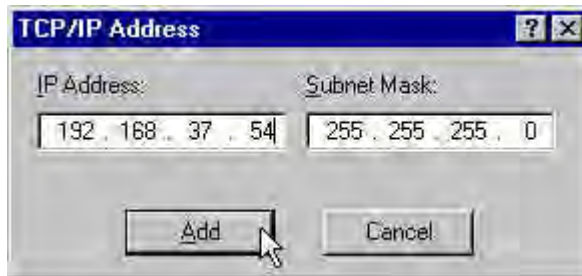 TCP/IP Address
IP Address: Subnet Mask:
192 . 168 . 37 . 54 255 . 255 . 255 . 0
Add Cancel